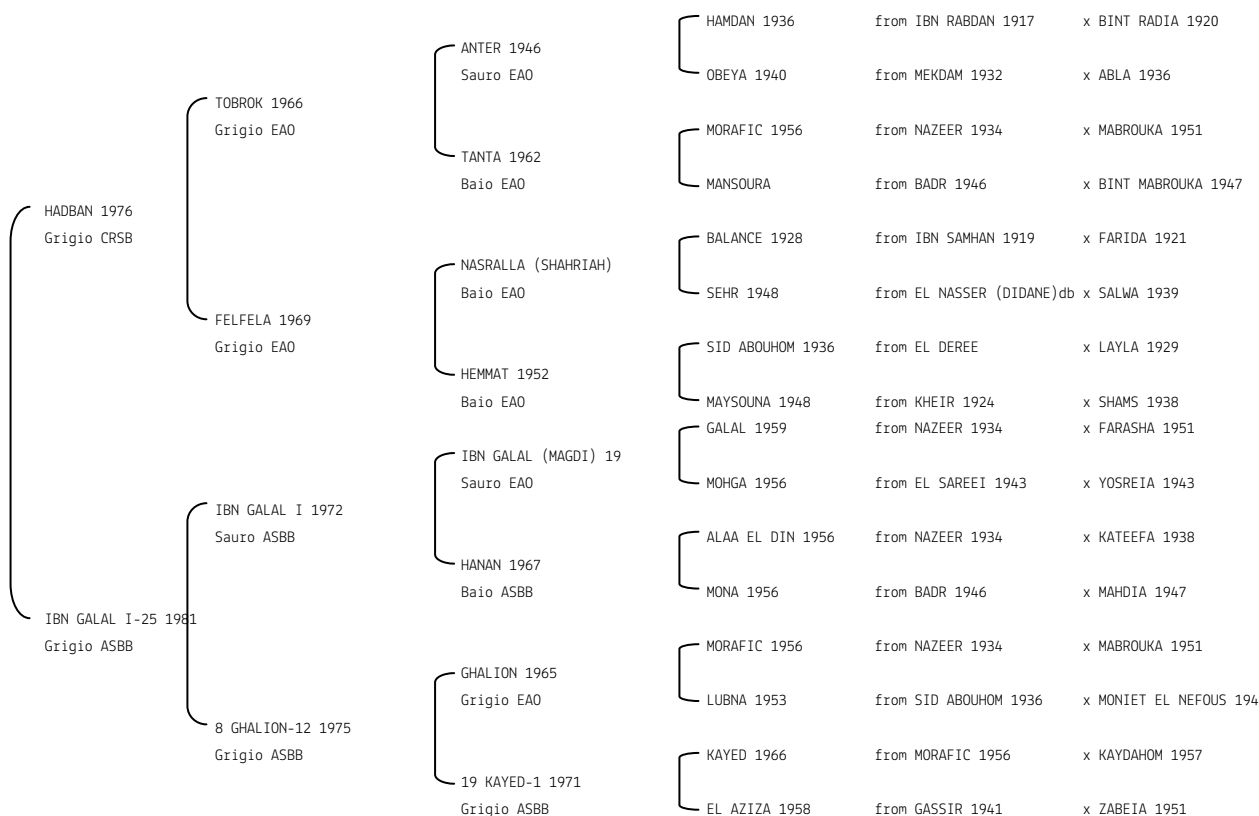 HAMDAN 1936 from IBN RABDAN 1917 x BINT RADIA 1920
ANTER 1946
Sauro EAO
OBEYA 1940 from MEKDAM 1932 x ABLA 1936
TOBROK 1966
Grigio EAO
MORAFIC 1956 from NAZEER 1934 x MABROUKA 1951
TANTA 1962
Baio EAO
MANSOURA from BADR 1946 x BINT MABROUKA 1947
HADBAN 1976
Grigio CRSB
BALANCE 1928 from IBN SAMHAN 1919 x FARIDA 1921
NASRALLA (SHAHRIAH)
Baio EAO
SEHR 1948 from EL NASSER (DIDANE)db x SALWA 1939
FELFELA 1969
Grigio EAO
SID ABOUHOM 1936 from EL DEREE x LAYLA 1929
HEMMAT 1952
Baio EAO
MAYSOUNA 1948 from KHEIR 1924 x SHAMS 1938
GALAL 1959 from NAZEER 1934 x FARASHA 1951
IBN GALAL (MAGDI) 19
Sauro EAO
MOHGA 1956 from EL SAREEI 1943 x YOSREIA 1943
IBN GALAL I 1972
Sauro ASBB
ALAA EL DIN 1956 from NAZEER 1934 x KATEEFA 1938
HANAN 1967
Baio ASBB
MONA 1956 from BADR 1946 x MAHDIA 1947
IBN GALAL I-25 1981
Grigio ASBB
MORAFIC 1956 from NAZEER 1934 x MABROUKA 1951
GHALION 1965
Grigio EAO
LUBNA 1953 from SID ABOUHOM 1936 x MONIET EL NEFOUS 194
8 GHALION-12 1975
Grigio ASBB
KAYED 1966 from MORAFIC 1956 x KAYDAHOM 1957
19 KAYED-1 1971
Grigio ASBB
EL AZIZA 1958 from GASSIR 1941 x ZABEIA 1951